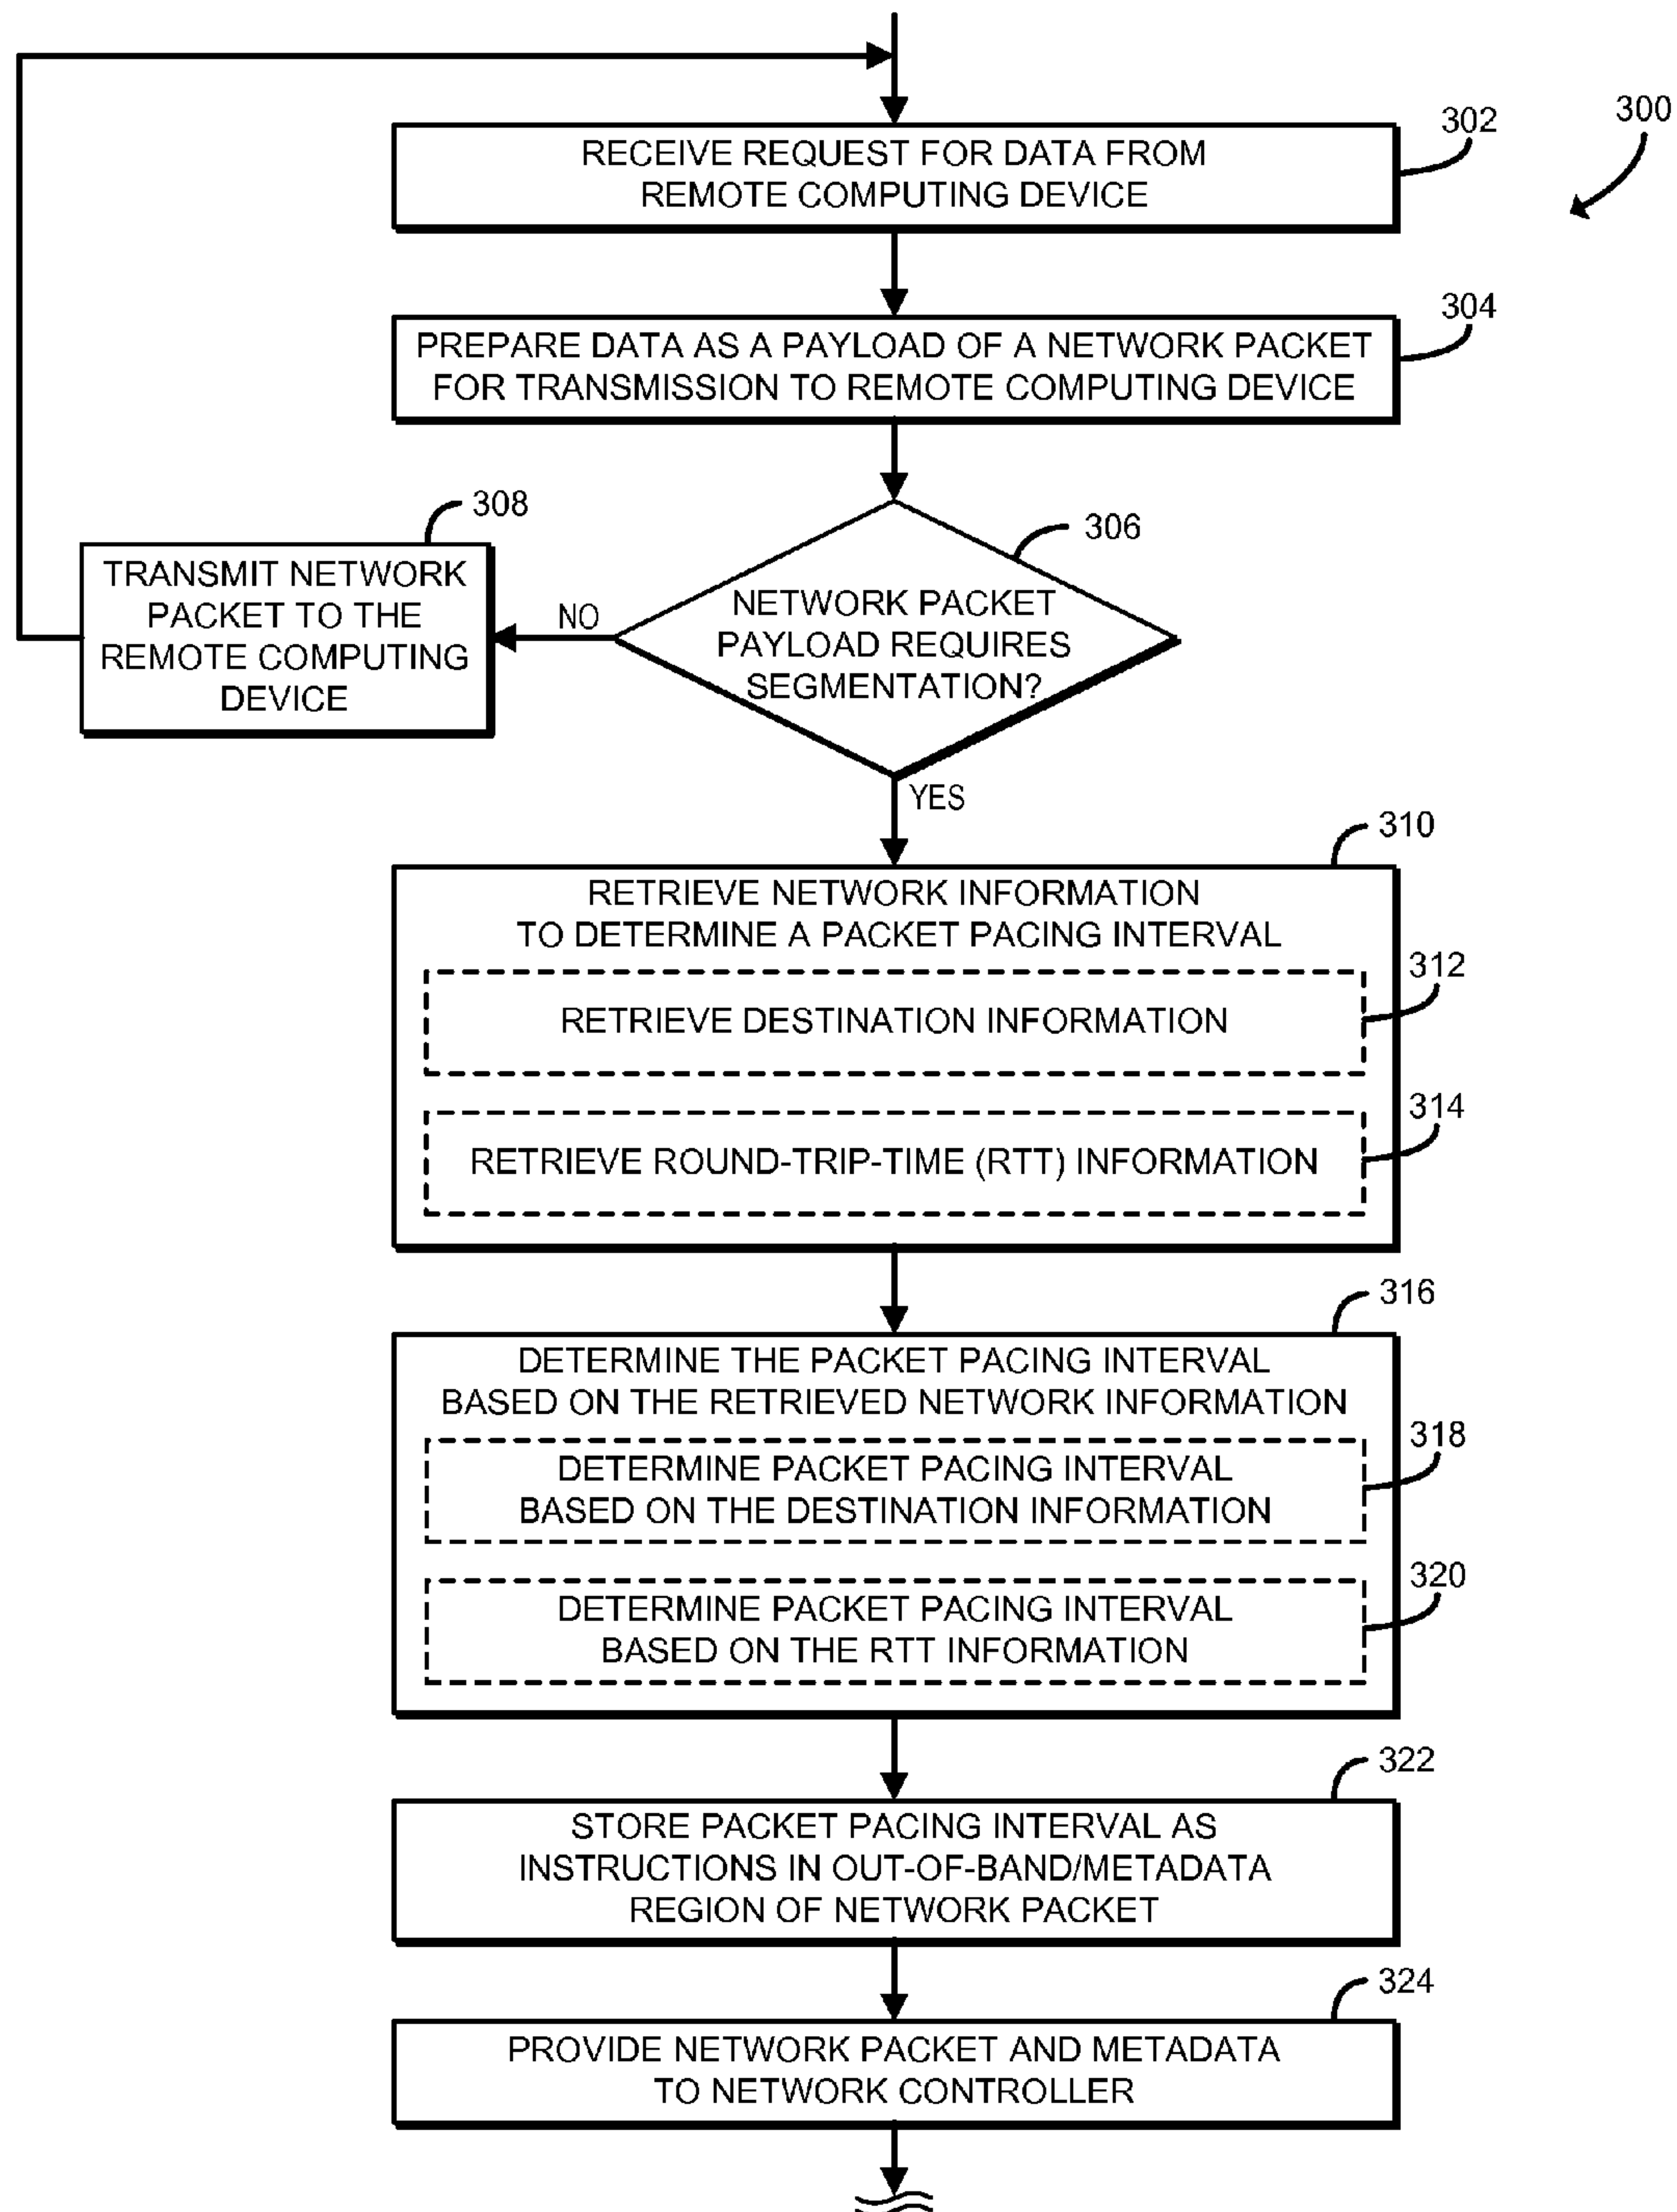 300
302
RECEIVE REQUEST FOR DATA FROM
REMOTE COMPUTING DEVICE
304
PREPARE DATA AS A PAYLOAD OF A NETWORK PACKET
FOR TRANSMISSION TO REMOTE COMPUTING DEVICE
306
NETWORK PACKET
PAYLOAD REQUIRES
SEGMENTATION?
NO
308
TRANSMIT NETWORK
PACKET TO THE
REMOTE COMPUTING
DEVICE
YES
310
RETRIEVE NETWORK INFORMATION
TO DETERMINE A PACKET PACING INTERVAL
312
RETRIEVE DESTINATION INFORMATION
314
RETRIEVE ROUND-TRIP-TIME (RTT) INFORMATION
316
DETERMINE THE PACKET PACING INTERVAL
BASED ON THE RETRIEVED NETWORK INFORMATION
318
DETERMINE PACKET PACING INTERVAL
BASED ON THE DESTINATION INFORMATION
320
DETERMINE PACKET PACING INTERVAL
BASED ON THE RTT INFORMATION
322
STORE PACKET PACING INTERVAL AS
INSTRUCTIONS IN OUT-OF-BAND/METADATA
REGION OF NETWORK PACKET
324
PROVIDE NETWORK PACKET AND METADATA
TO NETWORK CONTROLLER